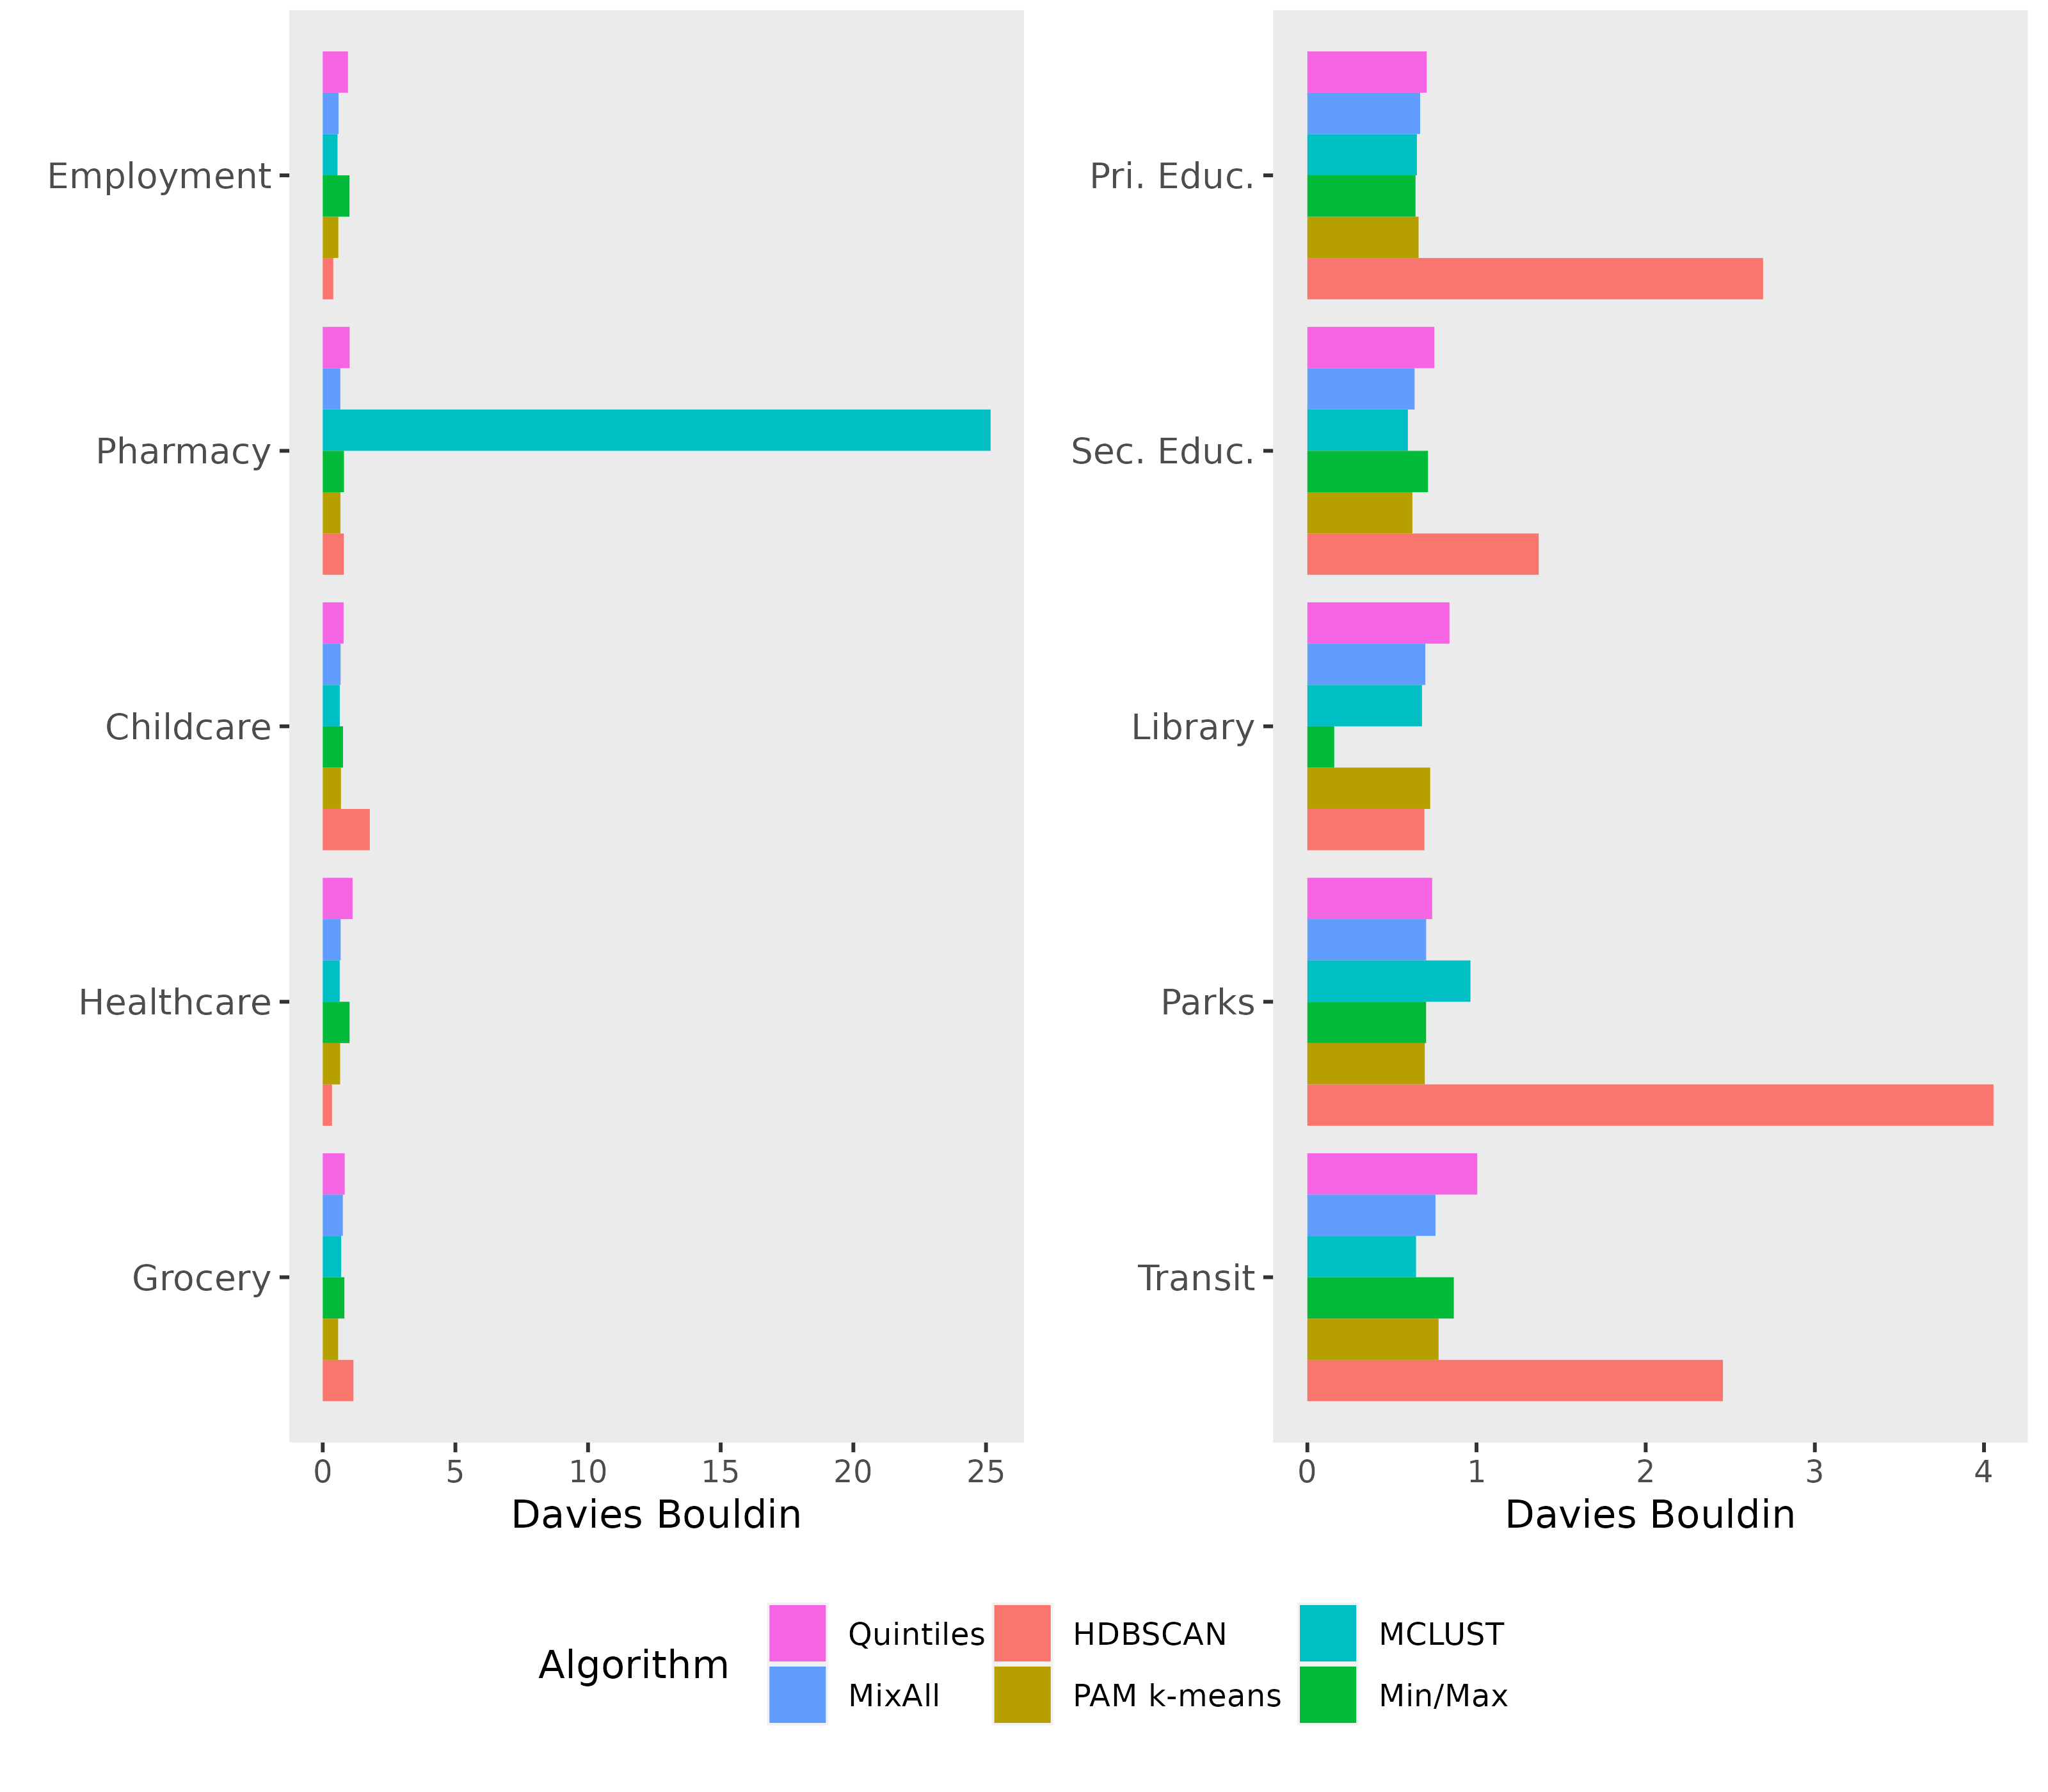 Employment
Pharmacy
Childcare
Healthcare
Grocery
0 5 10 15 20 25
Davies Bouldin
Pri. Educ.
Sec. Educ.
Library
Parks
Transit
0 1 2 3 4
Davies Bouldin
Algorithm
Quintiles HDBSCAN MCLUST
MixAll PAM k-means Min/Max